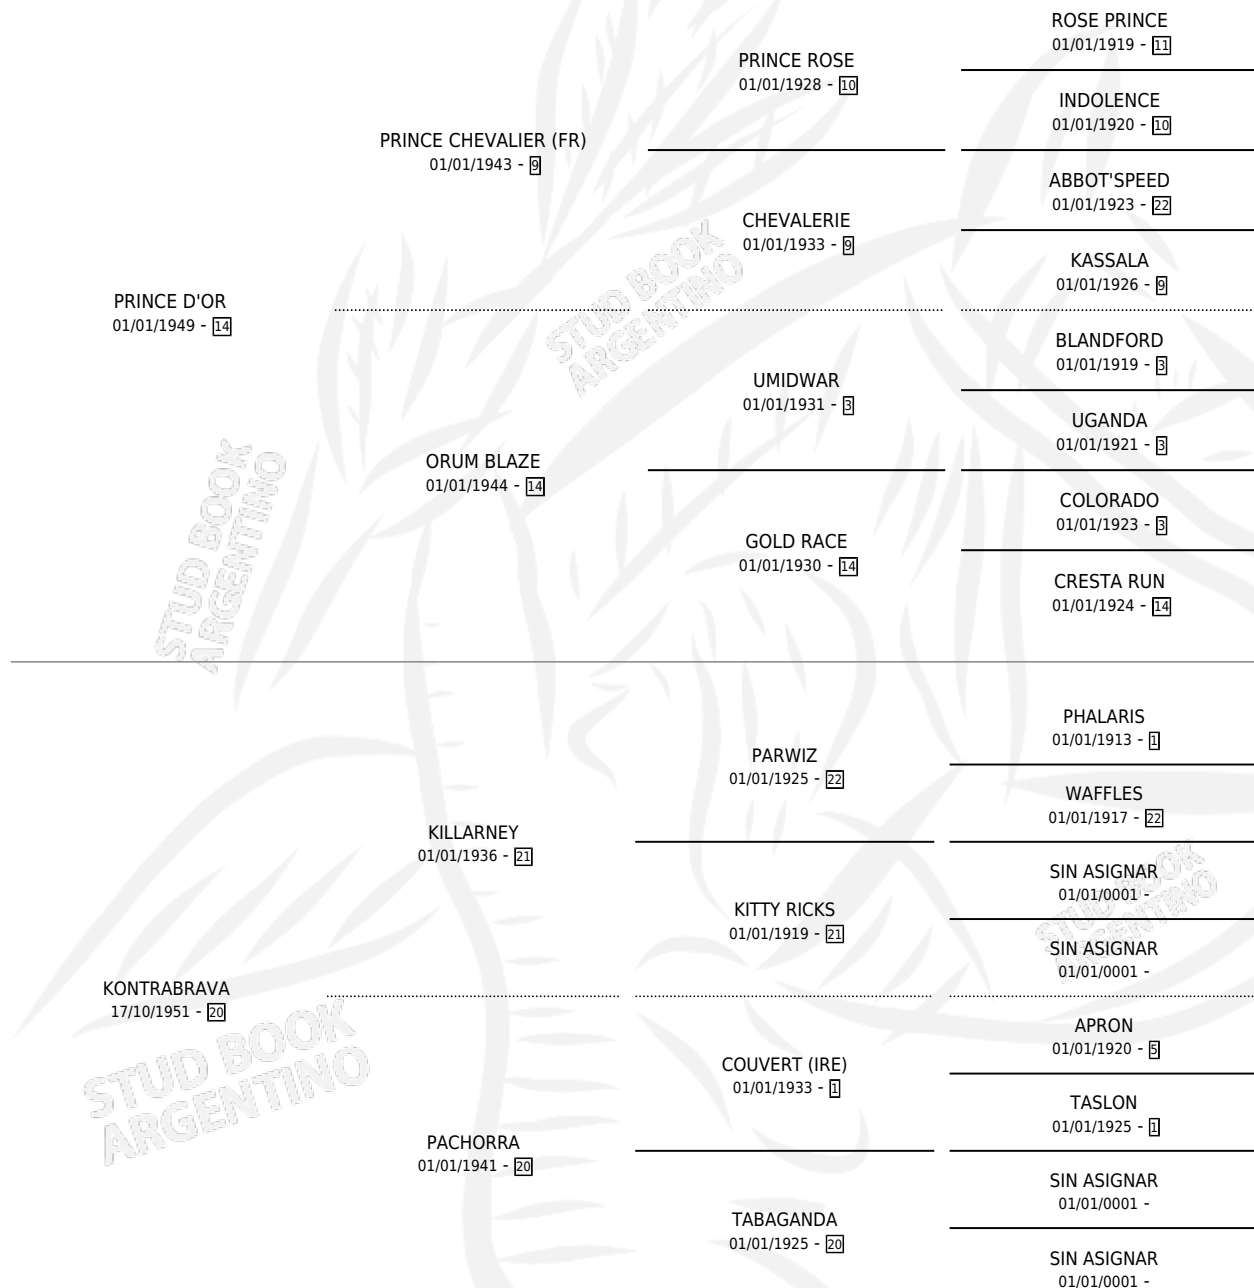 ROSE PRINCE
01/01/1919 - 11
PRINCE ROSE
01/01/1928 - 10
INDOLENCE
01/01/1920 - 10
PRINCE CHEVALIER (FR)
01/01/1943 - 9
ABBOT'SPEED
01/01/1923 - 22
CHEVALERIE
01/01/1933 - 9
KASSALA
01/01/1926 - 9
PRINCE D'OR
01/01/1949 - 14
STUD BOOK
ARGENTINO
BLANDFORD
01/01/1919 - 3
UMIDWAR
01/01/1931 - 3
UGANDA
01/01/1921 - 3
ORUM BLAZE
01/01/1944 - 14
COLORADO
01/01/1923 - 3
GOLD RACE
01/01/1930 - 14
CRESTA RUN
01/01/1924 - 14
STUD BOOK
ARGENTINO
PHALARIS
01/01/1913 - 1
PARWIZ
01/01/1925 - 22
WAFFLES
01/01/1917 - 22
KILLARNEY
01/01/1936 - 21
SIN ASIGNAR
01/01/0001 -
KITTY RICKS
01/01/1919 - 21
STUD BOOK
ARGENTINO
SIN ASIGNAR
01/01/0001 -
KONTRABRAVA
17/10/1951 - 20
STUD BOOK
ARGENTINO
APRON
01/01/1920 - 5
COUVERT (IRE)
01/01/1933 - 1
TASLON
01/01/1925 - 1
PACHORRA
01/01/1941 - 20
SIN ASIGNAR
01/01/0001 -
TABAGANDA
01/01/1925 - 20
SIN ASIGNAR
01/01/0001 -